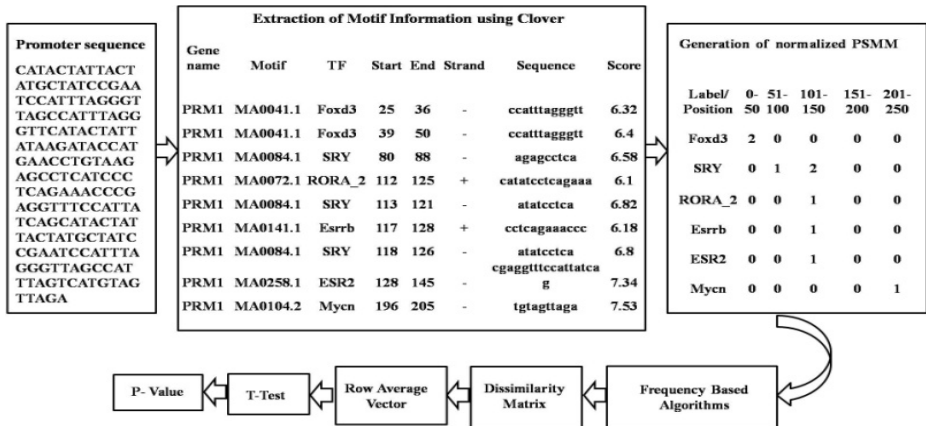 Promoter sequence
CATACTATTACT
ATGCTATCCGAA
TCCATTTAGGGT
TAGCCATTTAGG
GTTCATACTATT
ATAAGATACCAT
GAACCTGTAAG
AGCCTCATCCC
TCAGAAACCCG
AGGTTTCCATTA
TCAGCATACTAT
TACTATGCTATC
CGAATCCATTTA
GGGTTAGCCAT
TTAGTCATGTAG
TTAGA
Extraction of Motif Information using Clover
Gene name Motif TF Start End Strand Sequence Score
PRM1 MA0041.1 Foxd3 25 36 - ccatttagggtt 6.32
PRM1 MA0041.1 Foxd3 39 50 - ccatttagggtt 6.4
PRM1 MA0084.1 SRY 80 88 - agagcctca 6.58
PRM1 MA0072.1 RORA_2 112 125 + catatcctcagaaa 6.1
PRM1 MA0084.1 SRY 113 121 - atatcctca 6.82
PRM1 MA0141.1 Esrrb 117 128 + cctcagaaaccc 6.18
PRM1 MA0084.1 SRY 118 126 - atatcctca 6.8
PRM1 MA0258.1 ESR2 128 145 - cgaggtttccattatcag 7.34
PRM1 MA0104.2 Mycn 196 205 - tgtagttaga 7.53
Generation of normalized PSMM
Label/ Position 0-50 51-100 101-150 151-200 201-250
Foxd3 2 0 0 0 0
SRY 0 1 2 0 0
RORA_2 0 0 1 0 0
Esrrb 0 0 1 0 0
ESR2 0 0 1 0 0
Mycn 0 0 0 0 1
P- Value
T-Test
Row Average
Vector
Dissimilarity
Matrix
Frequency Based
Algorithms